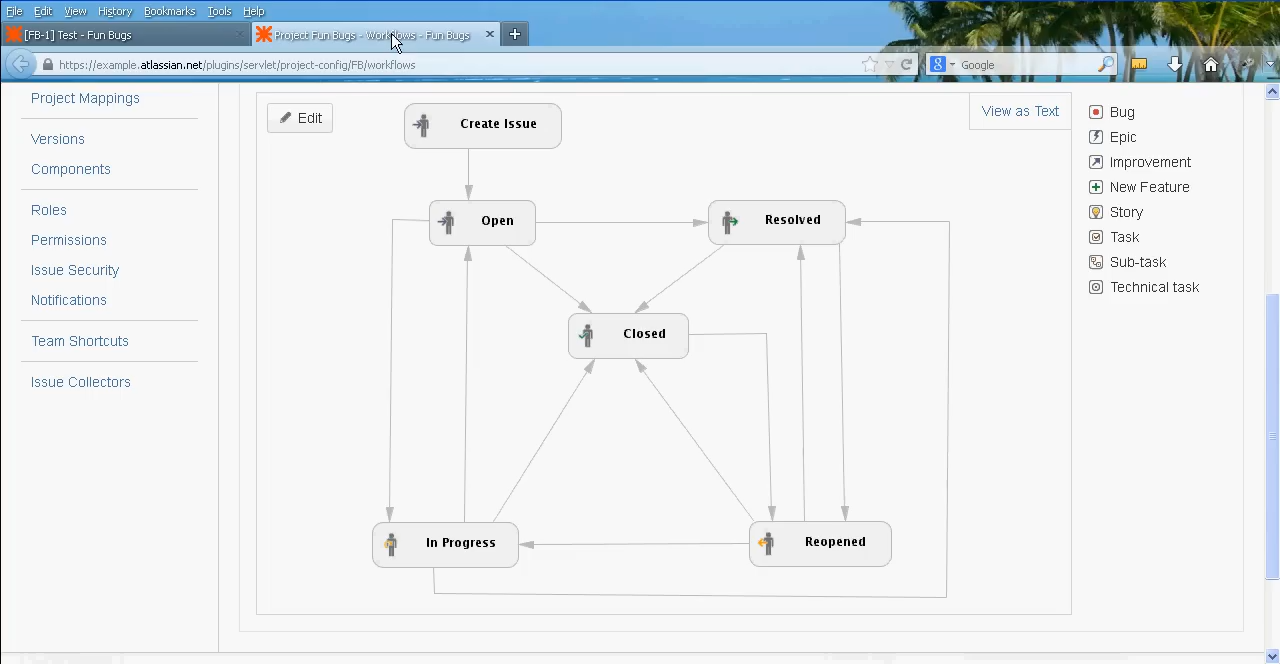 File Edit View History Bookmarks Tools Help
[FB-1] Test - Fun Bugs
Project Fun Bugs - Workflows - Fun Bugs
https://example.atlassian.net/plugins/servlet/project-config/FB/workflows
Google
Project Mappings
Versions
Components
Roles
Permissions
Issue Security
Notifications
Team Shortcuts
Issue Collectors
Edit
View as Text
Create Issue
Open
Resolved
Closed
In Progress
Reopened
Bug
Epic
Improvement
New Feature
Story
Task
Sub-task
Technical task